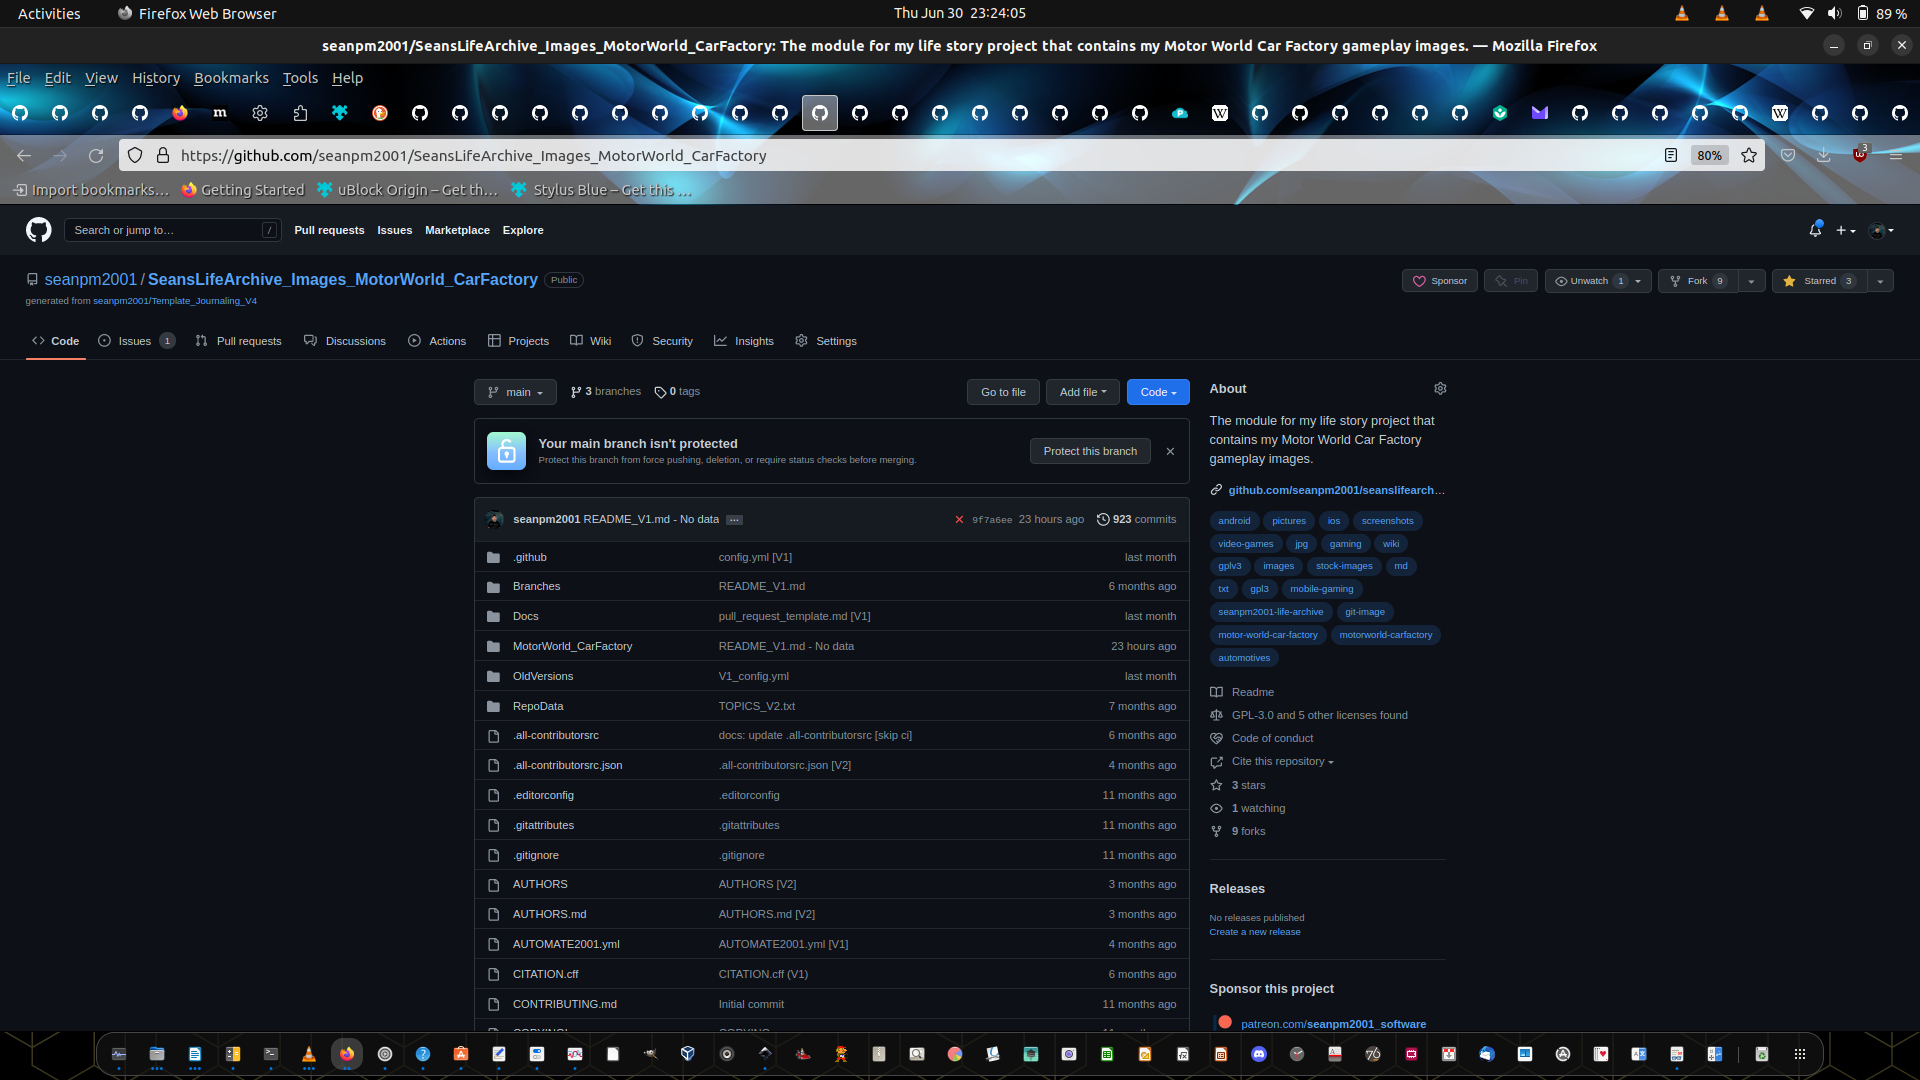 Activities Firefox Web Browser Thu Jun 30 23:24:05 89 %
seanpm2001/SeansLifeArchive_Images_MotorWorld_CarFactory: The module for my life story project that contains my Motor World Car Factory gameplay images. — Mozilla Firefox
File Edit View History Bookmarks Tools Help
https://github.com/seanpm2001/SeansLifeArchive_Images_MotorWorld_CarFactory 80% 3
Import bookmarks… Getting Started uBlock Origin – Get th… Stylus Blue – Get this …
Search or jump to… / Pull requests Issues Marketplace Explore
seanpm2001 / SeansLifeArchive_Images_MotorWorld_CarFactory Public Sponsor Pin Unwatch 1 Fork 9 Starred 3
generated from seanpm2001/Template_Journaling_V4
Code Issues 1 Pull requests Discussions Actions Projects Wiki Security Insights Settings
main 3 branches 0 tags Go to file Add file Code
Your main branch isn't protected
Protect this branch from force pushing, deletion, or require status checks before merging.
Protect this branch
seanpm2001 README_V1.md - No data ... 9f7a6ee 23 hours ago 923 commits
.github config.yml [V1] last month
Branches README_V1.md 6 months ago
Docs pull_request_template.md [V1] last month
MotorWorld_CarFactory README_V1.md - No data 23 hours ago
OldVersions V1_config.yml last month
RepoData TOPICS_V2.txt 7 months ago
.all-contributorsrc docs: update .all-contributorsrc [skip ci] 6 months ago
.all-contributorsrc.json .all-contributorsrc.json [V2] 4 months ago
.editorconfig .editorconfig 11 months ago
.gitattributes .gitattributes 11 months ago
.gitignore .gitignore 11 months ago
AUTHORS AUTHORS [V2] 3 months ago
AUTHORS.md AUTHORS.md [V2] 3 months ago
AUTOMATE2001.yml AUTOMATE2001.yml [V1] 4 months ago
CITATION.cff CITATION.cff (V1) 6 months ago
CONTRIBUTING.md Initial commit 11 months ago
About
The module for my life story project that
contains my Motor World Car Factory
gameplay images.
github.com/seanpm2001/seanslifearch…
android pictures ios screenshots
video-games jpg gaming wiki
gplv3 images stock-images md
txt gpl3 mobile-gaming
seanpm2001-life-archive git-image
motor-world-car-factory motorworld-carfactory
automotives
Readme
GPL-3.0 and 5 other licenses found
Code of conduct
Cite this repository
3 stars
1 watching
9 forks
Releases
No releases published
Create a new release
Sponsor this project
patreon.com/seanpm2001_software